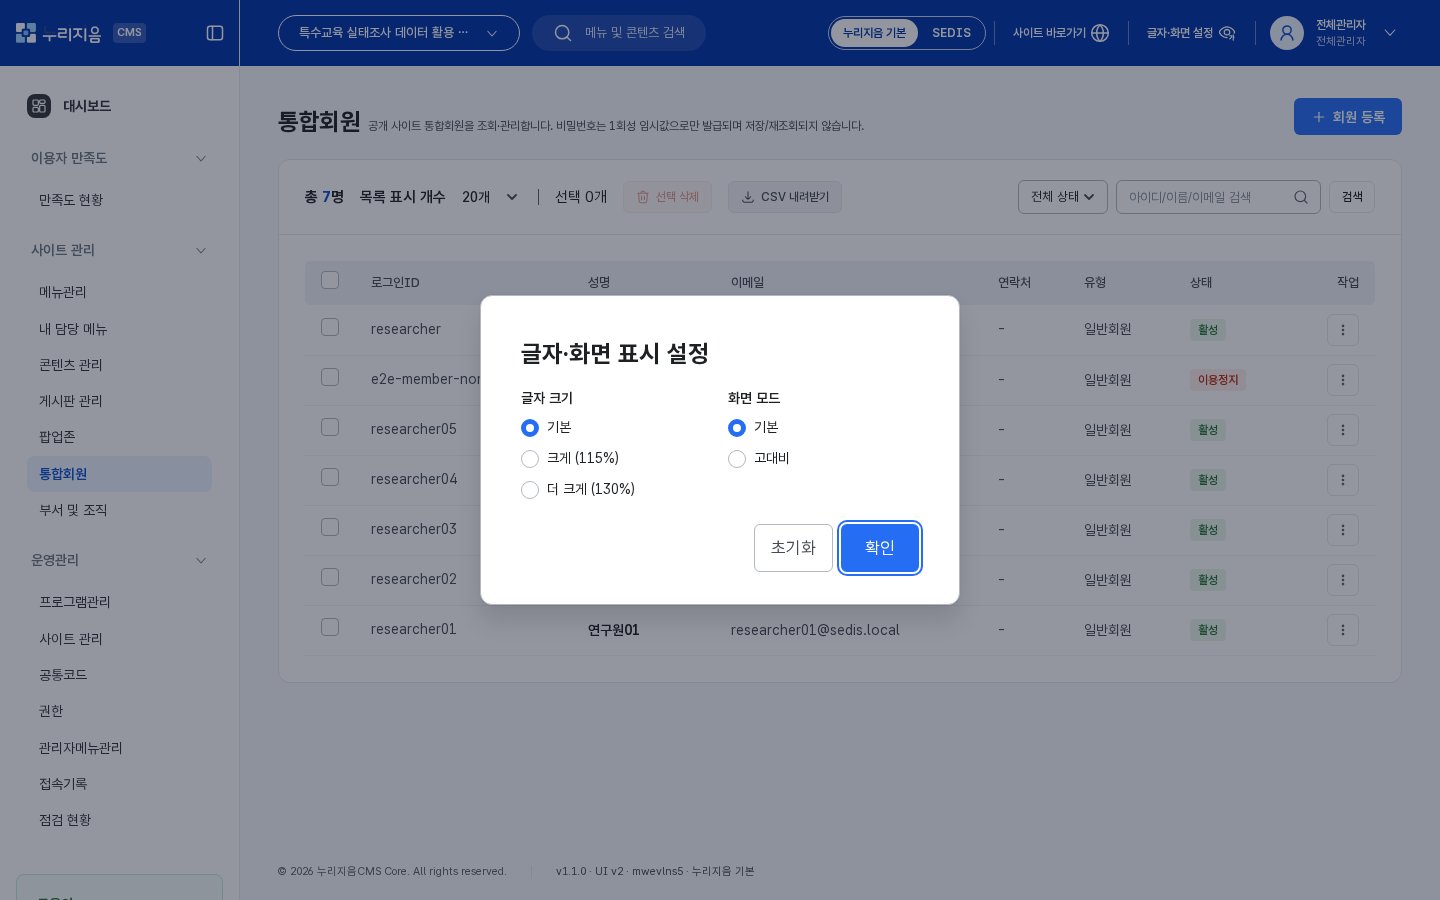 누리지음 CMS
특수교육 실태조사 데이터 활용 ···
메뉴 및 콘텐츠 검색
누리지음 기본
SEDIS
사이트 바로가기
글자·화면 설정
전체관리자
전체관리자
대시보드
이용자 만족도
만족도 현황
사이트 관리
메뉴관리
내 담당 메뉴
콘텐츠 관리
게시판 관리
팝업존
통합회원
부서 및 조직
운영관리
프로그램관리
사이트 관리
공통코드
권한
관리자메뉴관리
접속기록
점검 현황
통합회원 공개 사이트 통합회원을 조회·관리합니다. 비밀번호는 1회성 임시값으로만 발급되며 저장/재조회되지 않습니다.
회원 등록
총 7명 목록 표시 개수 20개 선택 0개 선택 삭제 CSV 내려받기 전체 상태 아이디/이름/이메일 검색 검색
로그인ID 성명 이메일 연락처 유형 상태 작업
researcher - 일반회원 활성
e2e-member-nor - 일반회원 이용정지
researcher05 - 일반회원 활성
researcher04 - 일반회원 활성
researcher03 - 일반회원 활성
researcher02 - 일반회원 활성
researcher01 연구원01 researcher01@sedis.local - 일반회원 활성
글자·화면 표시 설정
글자 크기
기본
크게 (115%)
더 크게 (130%)
화면 모드
기본
고대비
초기화
확인
© 2026 누리지음CMS Core. All rights reserved.
v1.1.0 · UI v2 · mwevlns5 · 누리지음 기본